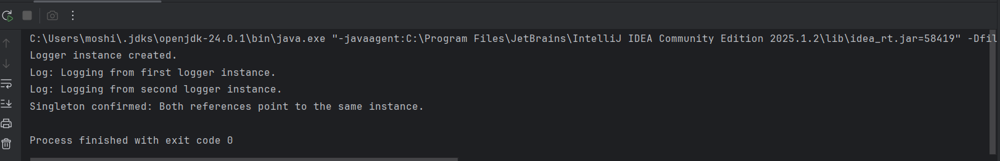 C:\Users\moshi\.jdks\openjdk-24.0.1\bin\java.exe "-javaagent:C:\Program Files\JetBrains\IntelliJ IDEA Community Edition 2025.1.2\lib\idea_rt.jar=58419" -Dfil
Logger instance created.
Log: Logging from first logger instance.
Log: Logging from second logger instance.
Singleton confirmed: Both references point to the same instance.
Process finished with exit code 0